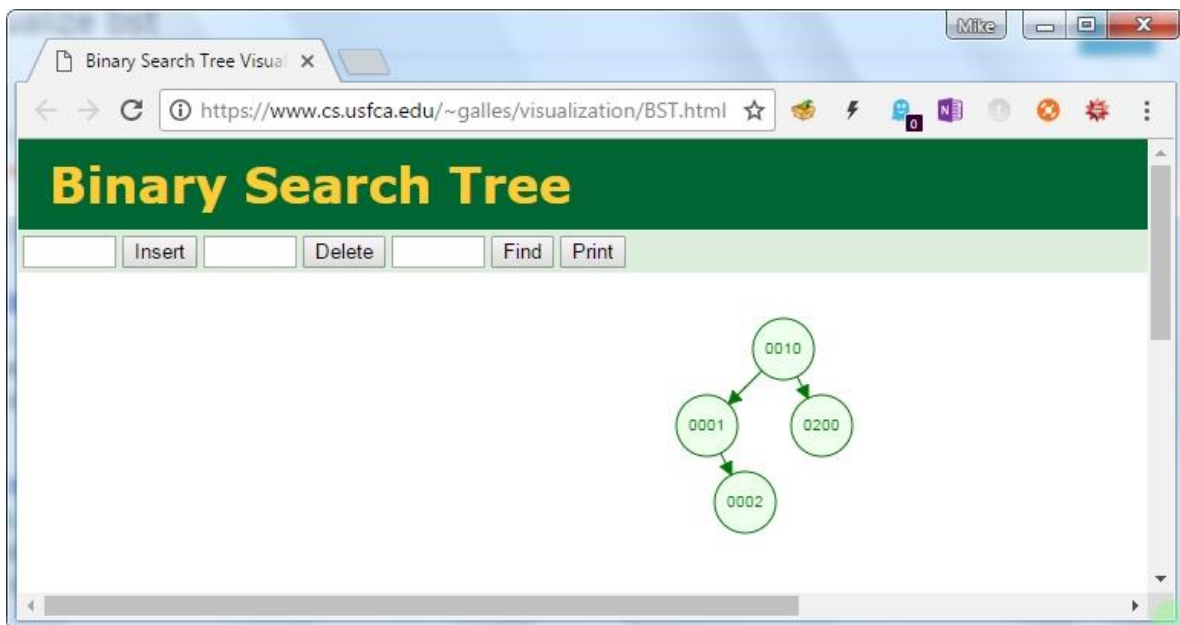 Mike
Binary Search Tree Visual
https://www.cs.usfca.edu/~galles/visualization/BST.html
0
Binary Search Tree
Insert Delete Find Print
0010
0001 0200
0002